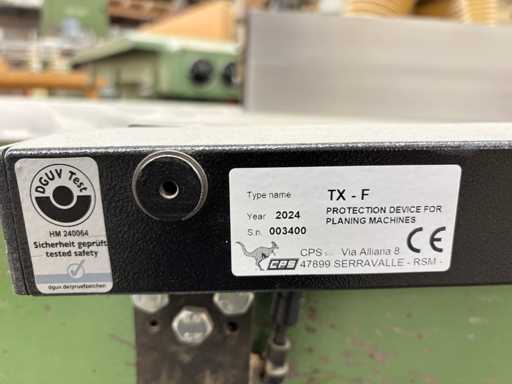 DGUV Test
HM 240064
Sicherheit geprüft
tested safety
dguv.de/pruefzeichen
Type name TX - F
Year 2024 PROTECTION DEVICE FOR
S.n. 003400 PLANING MACHINES
CE
CPS Via Alliana 8
CPS 47899 SERRAVALLE - RSM -